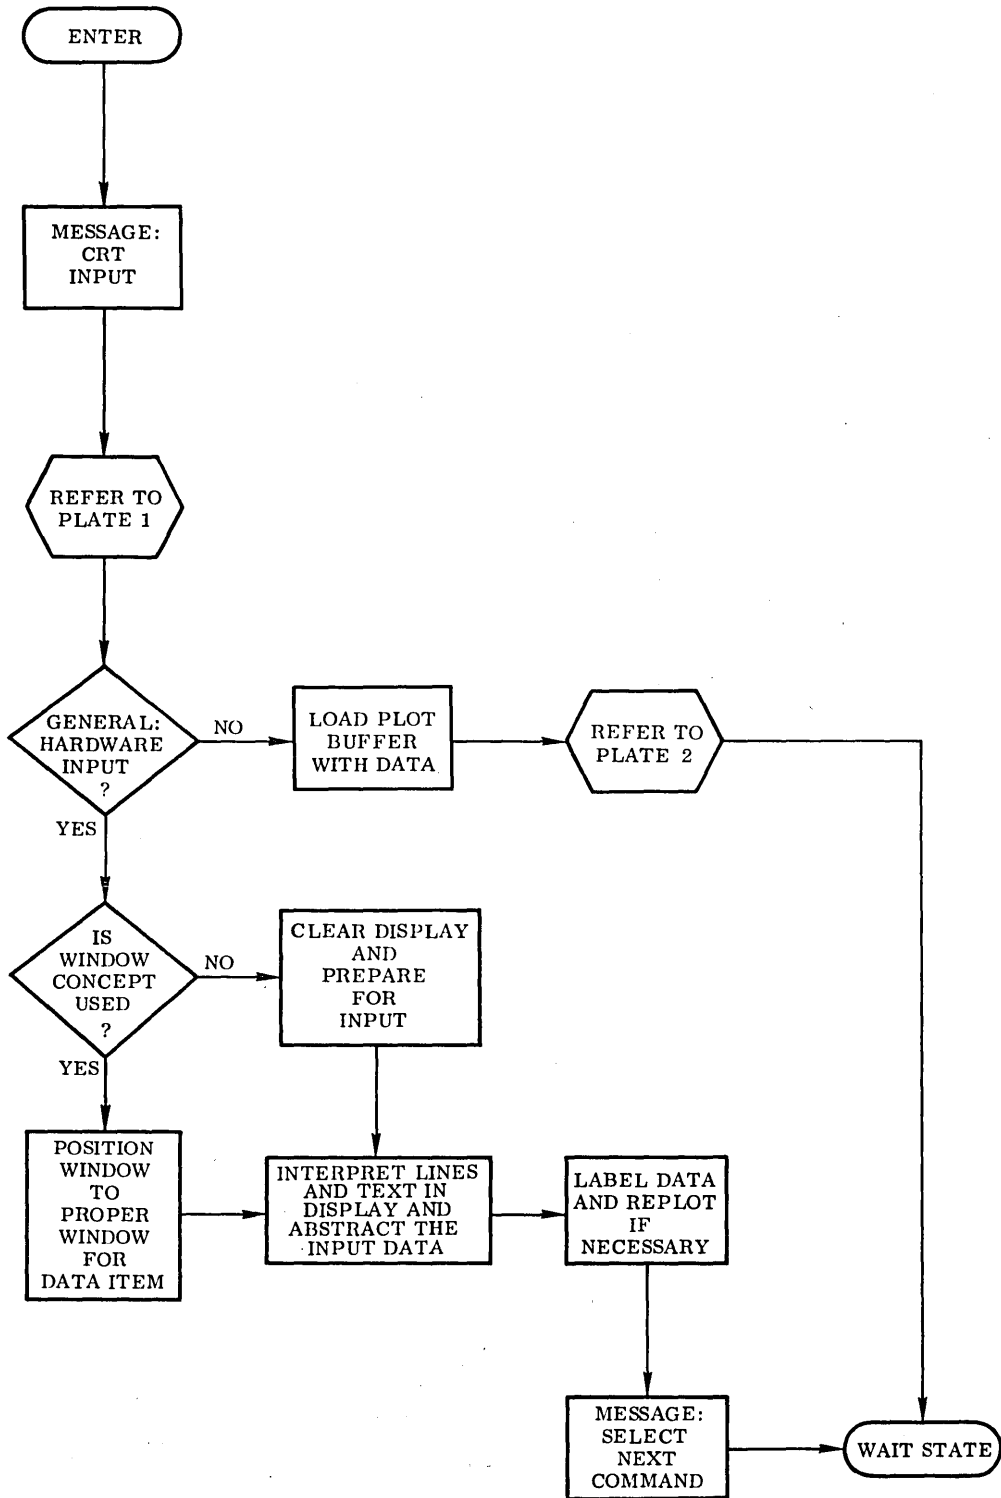 ENTER
MESSAGE:
CRT
INPUT
REFER TO
PLATE 1
GENERAL:
HARDWARE
INPUT
?
NO
LOAD PLOT
BUFFER
WITH DATA
REFER TO
PLATE 2
YES
IS
WINDOW
CONCEPT
USED
?
NO
CLEAR DISPLAY
AND
PREPARE
FOR
INPUT
YES
POSITION
WINDOW
TO
PROPER
WINDOW
FOR
DATA ITEM
INTERPRET LINES
AND TEXT IN
DISPLAY AND
ABSTRACT THE
INPUT DATA
LABEL DATA
AND REPLOT
IF
NECESSARY
MESSAGE:
SELECT
NEXT
COMMAND
WAIT STATE